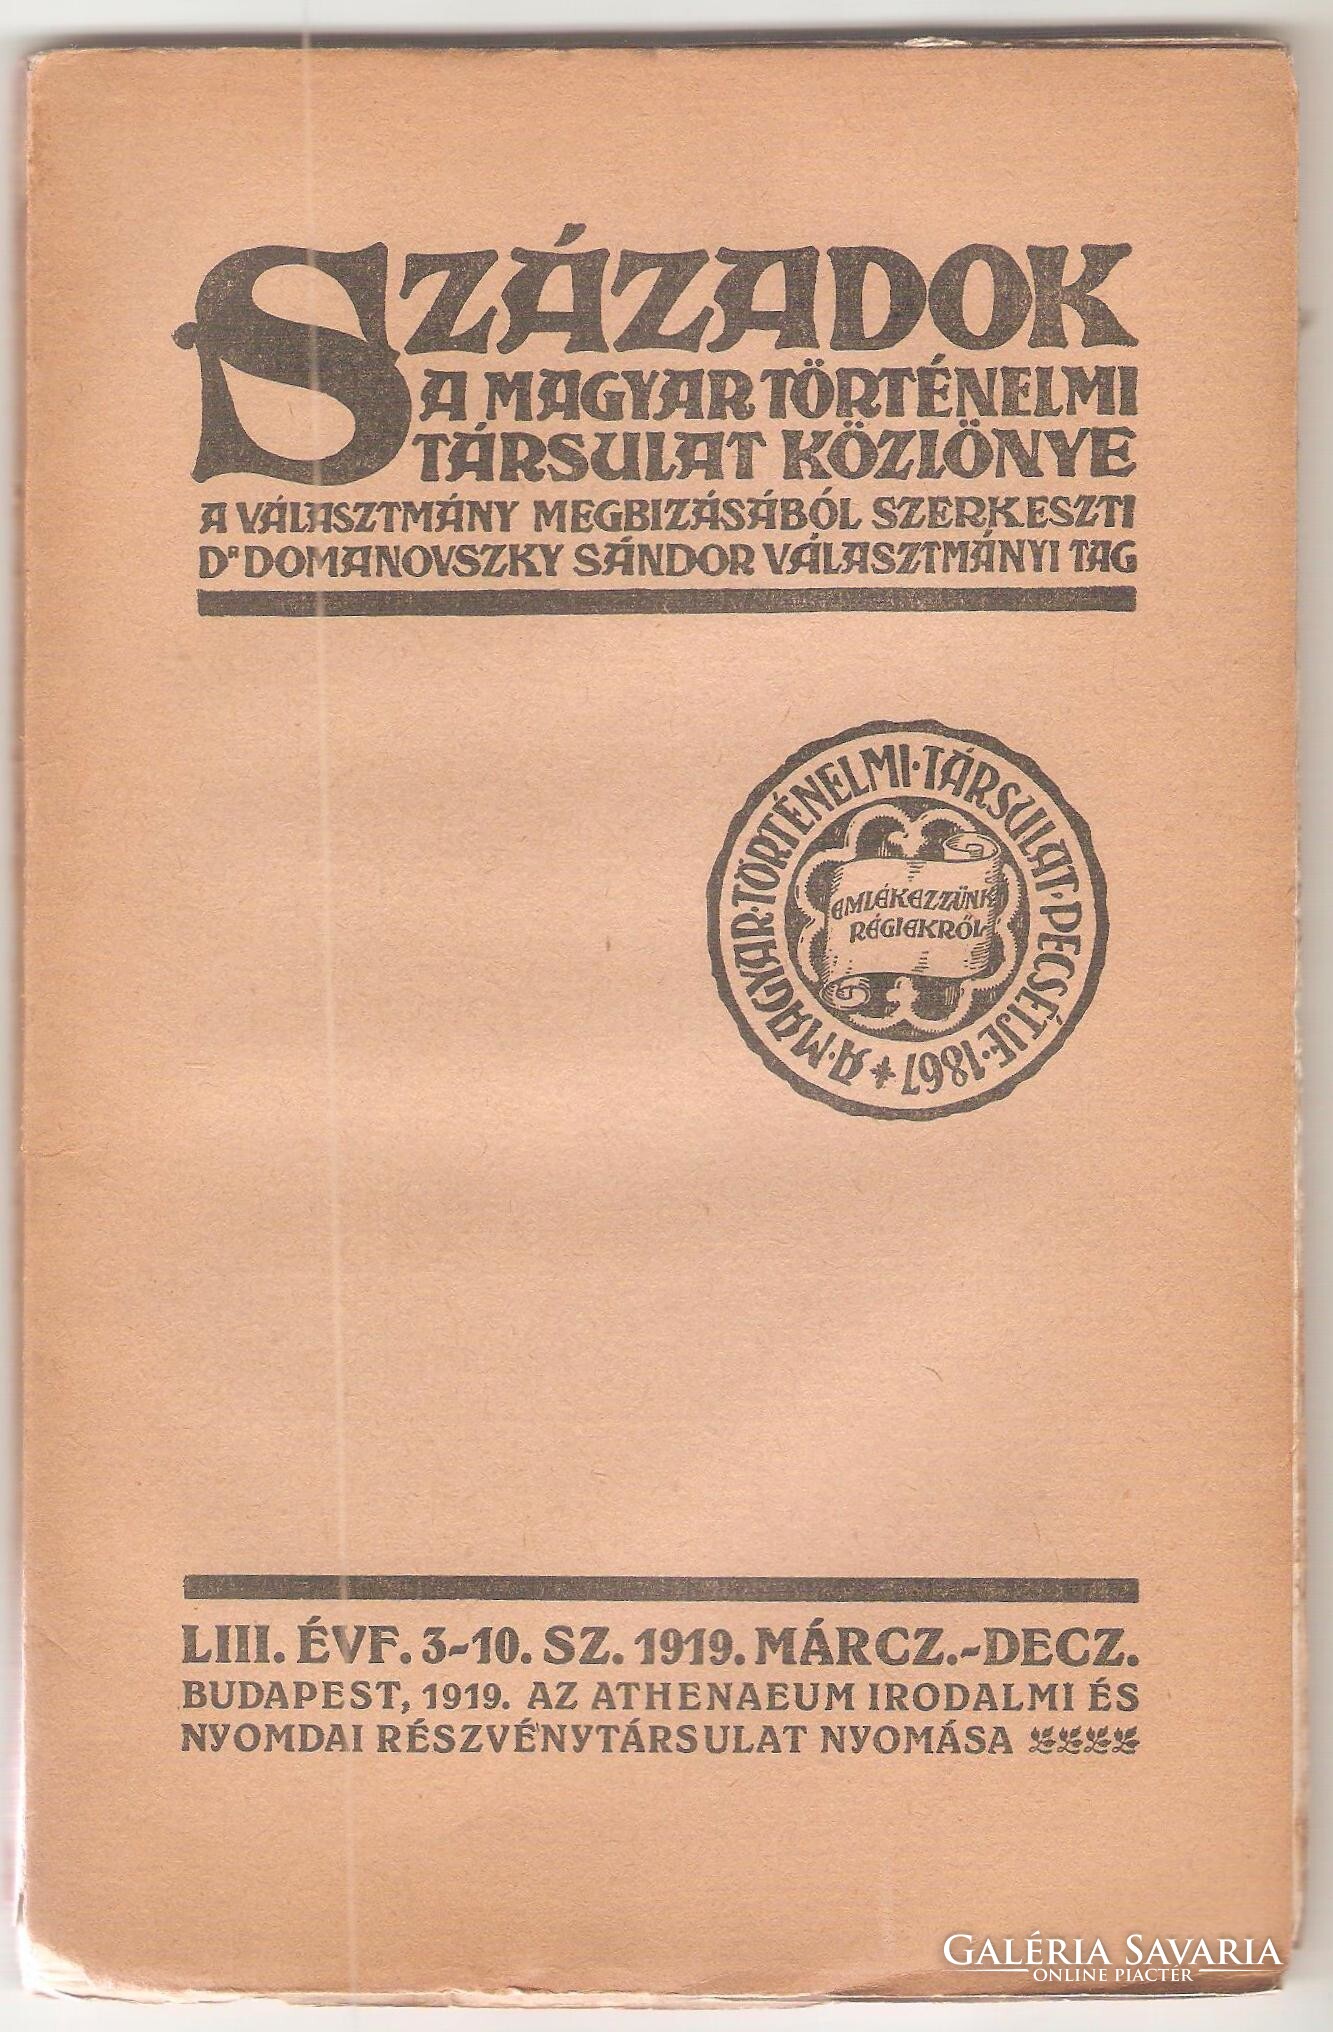 SZÁZADOK
A MAGYAR TÖRTÉNELMI
TÁRSULAT KÖZLÖNYE
A VÁLASZTMÁNY MEGBIZÁSÁBÓL SZERKESZTI
DR DOMANOVSZKY SÁNDOR VÁLASZTMÁNYI TAG
A·MAGYAR·TÖRTÉNELMI·TÁRSULAT·PECSÉTJE·1867
EMLÉKEZZÜNK
RÉGIEKRŐL
LIII. ÉVF. 3-10. SZ. 1919. MÁRCZ.-DECZ.
BUDAPEST, 1919. AZ ATHENAEUM IRODALMI ÉS
NYOMDAI RÉSZVÉNYTÁRSULAT NYOMÁSA
GALÉRIA SAVARIA
ONLINE PIACTÉR